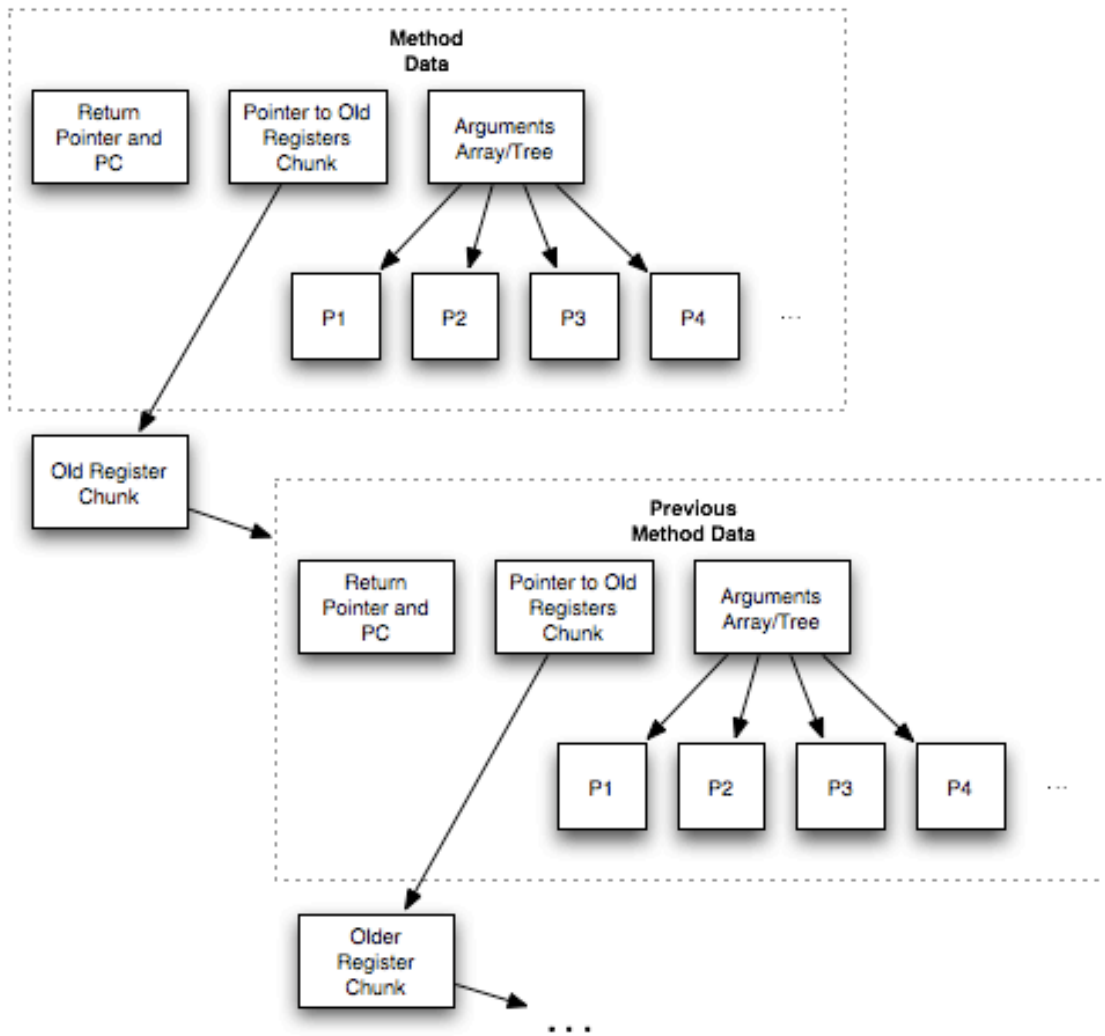 Method
Data
Return
Pointer and
PC
Pointer to Old
Registers
Chunk
Arguments
Array/Tree
P1
P2
P3
P4
...
Old Register
Chunk
Previous
Method Data
Return
Pointer and
PC
Pointer to Old
Registers
Chunk
Arguments
Array/Tree
P1
P2
P3
P4
...
Older
Register
Chunk
...